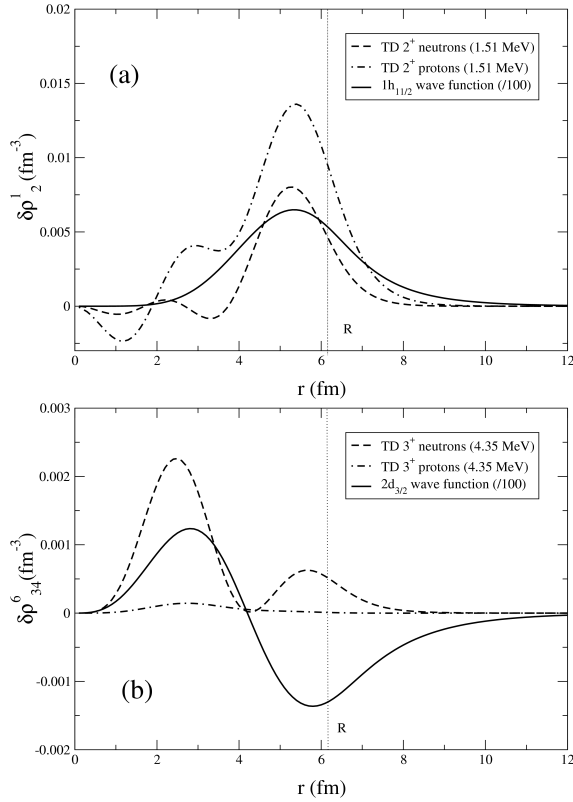 0.02
TD 2⁺ neutrons (1.51 MeV)
TD 2⁺ protons (1.51 MeV)
1h₁₁/₂ wave function (/100)
(a)
0.015
0.01
0.005
0
δρ¹₂ (fm⁻³)
R
0 2 4 6 8 10 12
r (fm)
0.003
TD 3⁺ neutrons (4.35 MeV)
TD 3⁺ protons (4.35 MeV)
2d₃/₂ wave function (/100)
0.002
0.001
0
-0.001
-0.002
δρ⁶₃₄(fm⁻³)
(b)
R
0 2 4 6 8 10 12
r (fm)